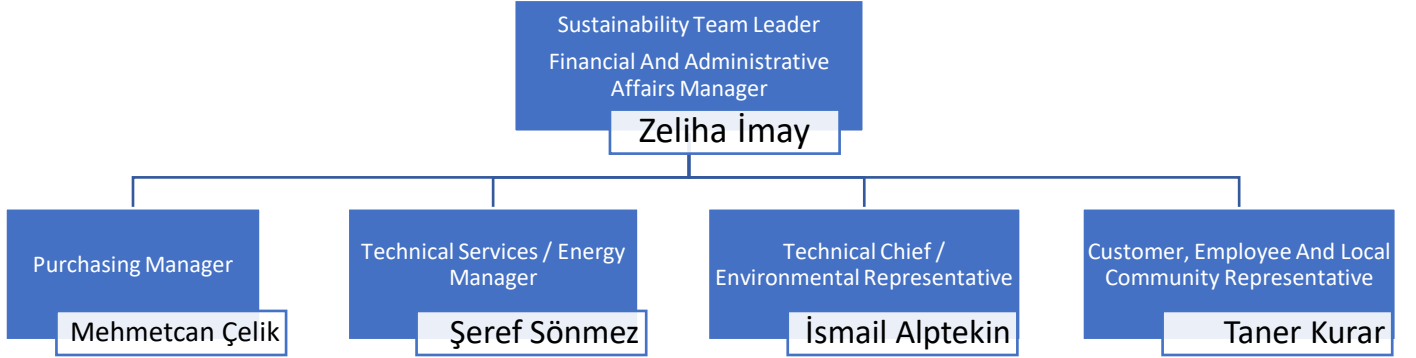 Sustainability Team Leader
Financial And Administrative
Affairs Manager
Zeliha İmay
Purchasing Manager
Mehmetcan Çelik
Technical Services / Energy
Manager
Şeref Sönmez
Technical Chief /
Environmental Representative
İsmail Alptekin
Customer, Employee And Local
Community Representative
Taner Kurar